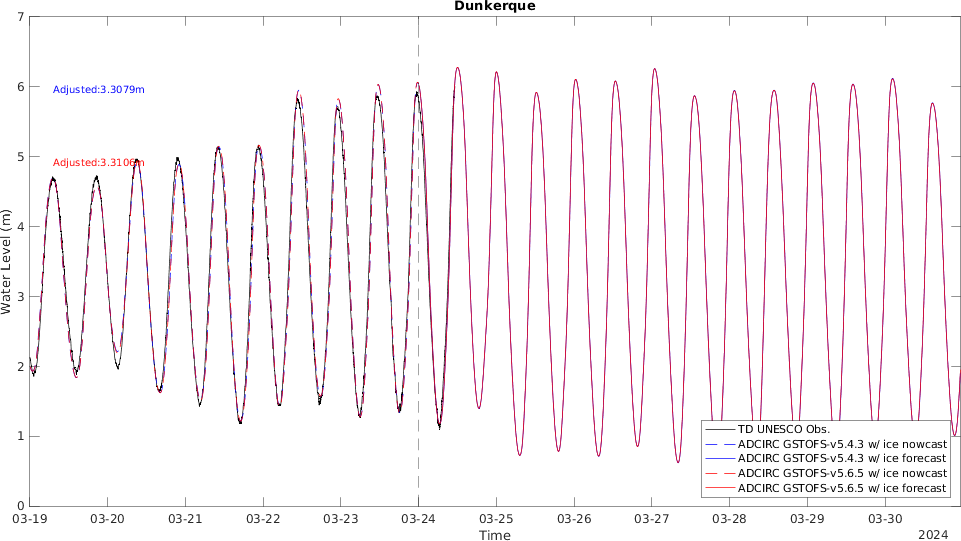 Dunkerque
7
6
5
4
3
2
1
0
Water Level (m)
Adjusted:3.3079m
Adjusted:3.3106m
TD UNESCO Obs.
ADCIRC GSTOFS-v5.4.3 w/ ice nowcast
ADCIRC GSTOFS-v5.4.3 w/ ice forecast
ADCIRC GSTOFS-v5.6.5 w/ ice nowcast
ADCIRC GSTOFS-v5.6.5 w/ ice forecast
03-19 03-20 03-21 03-22 03-23 03-24 03-25 03-26 03-27 03-28 03-29 03-30
Time
2024